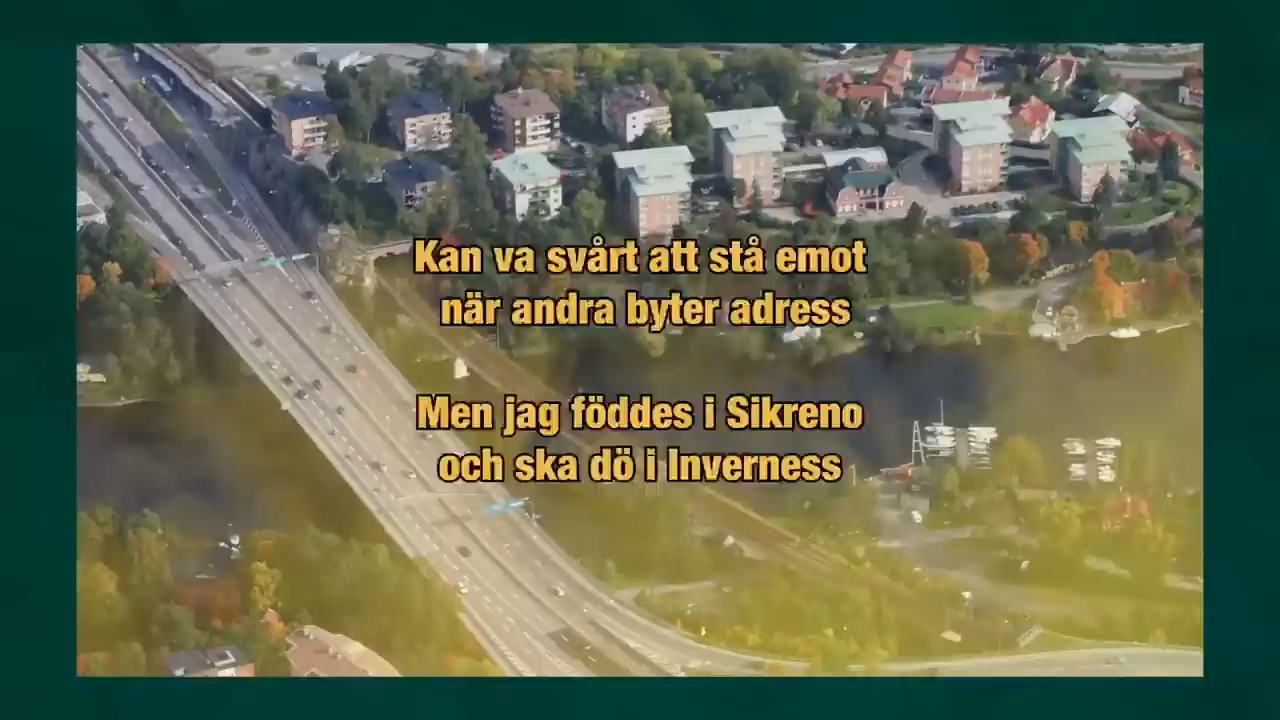 Kan va svårt att stå emot
när andra byter adress
Men jag föddes i Sikreno
och ska dö i Inverness